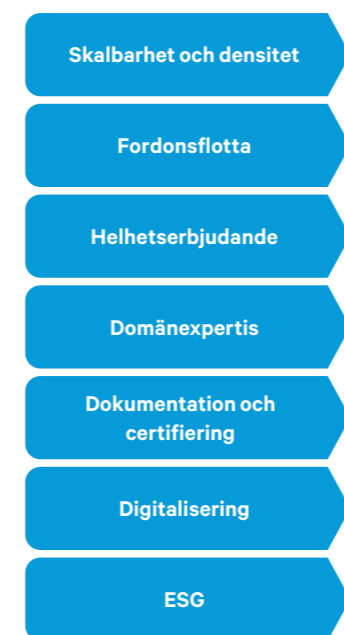 Skalbarhet och densitet
Fordonsflotta
Helhetserbjudande
Domänexpertis
Dokumentation och
certifiering
Digitalisering
ESG